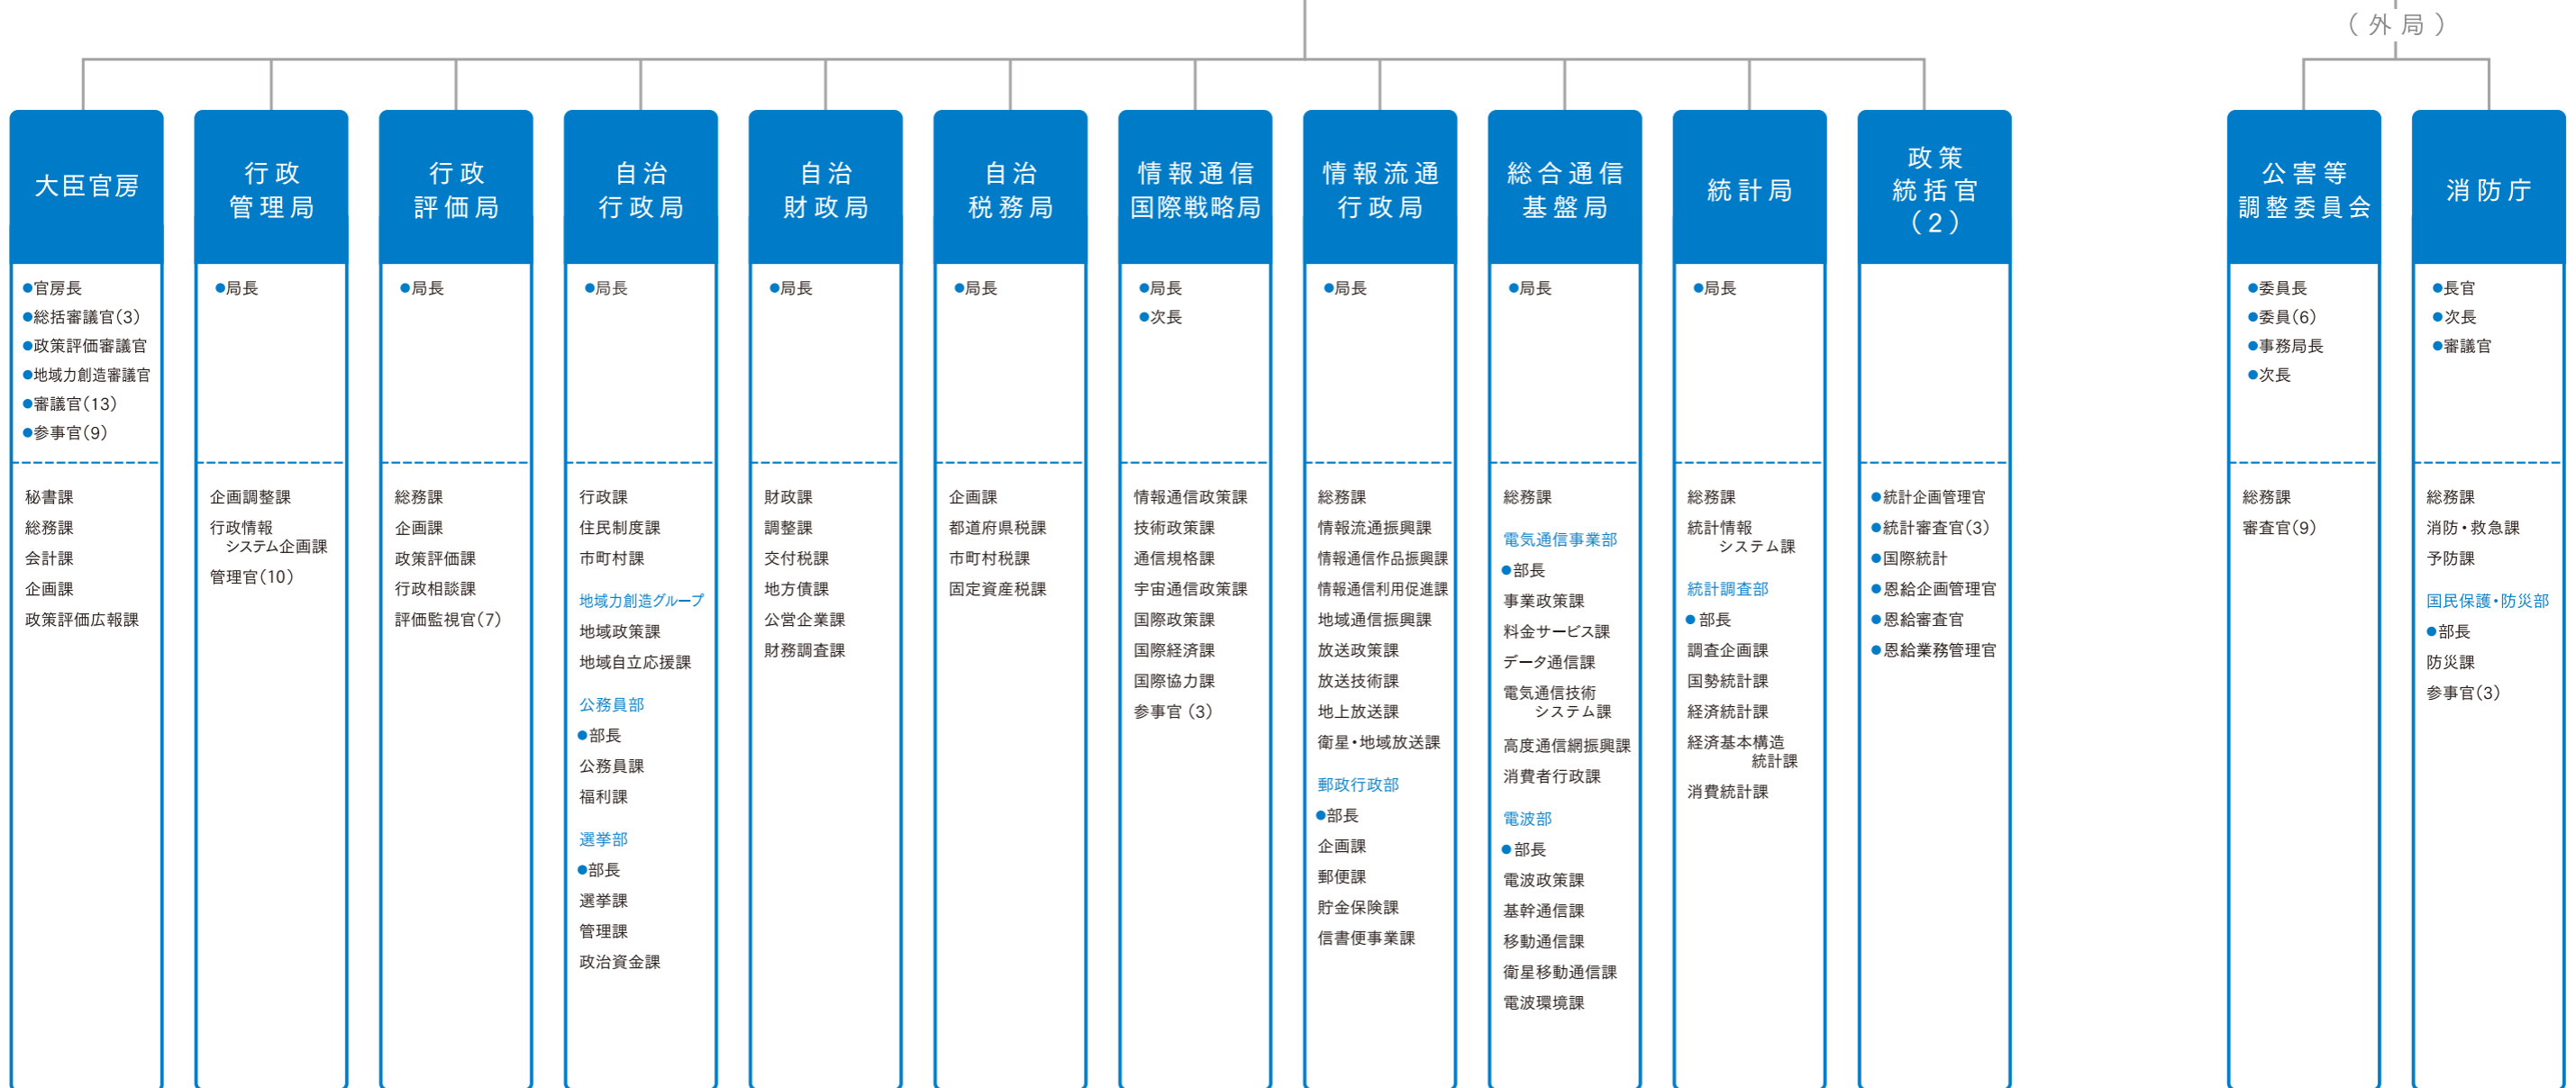 （外局）
大臣官房
●官房長
●総括審議官(3)
●政策評価審議官
●地域力創造審議官
●審議官(13)
●参事官(9)
秘書課
総務課
会計課
企画課
政策評価広報課
行政
管理局
●局長
企画調整課
行政情報
システム企画課
管理官(10)
行政
評価局
●局長
総務課
企画課
政策評価課
行政相談課
評価監視官(7)
自治
行政局
●局長
行政課
住民制度課
市町村課
地域力創造グループ
地域政策課
地域自立応援課
公務員部
●部長
公務員課
福利課
選挙部
●部長
選挙課
管理課
政治資金課
自治
財政局
●局長
財政課
調整課
交付税課
地方債課
公営企業課
財務調査課
自治
税務局
●局長
企画課
都道府県税課
市町村税課
固定資産税課
情報通信
国際戦略局
●局長
●次長
情報通信政策課
技術政策課
通信規格課
宇宙通信政策課
国際政策課
国際経済課
国際協力課
参事官（3）
情報流通
行政局
●局長
総務課
情報流通振興課
情報通信作品振興課
情報通信利用促進課
地域通信振興課
放送政策課
放送技術課
地上放送課
衛星・地域放送課
郵政行政部
●部長
企画課
郵便課
貯金保険課
信書便事業課
総合通信
基盤局
●局長
総務課
電気通信事業部
●部長
事業政策課
料金サービス課
データ通信課
電気通信技術
システム課
高度通信網振興課
消費者行政課
電波部
●部長
電波政策課
基幹通信課
移動通信課
衛星移動通信課
電波環境課
統計局
●局長
総務課
統計情報
システム課
統計調査部
●部長
調査企画課
国勢統計課
経済統計課
経済基本構造
統計課
消費統計課
政策
統括官
（2）
●統計企画管理官
●統計審査官(3)
●国際統計
●恩給企画管理官
●恩給審査官
●恩給業務管理官
公害等
調整委員会
●委員長
●委員(6)
●事務局長
●次長
総務課
審査官(9)
消防庁
●長官
●次長
●審議官
総務課
消防・救急課
予防課
国民保護・防災部
●部長
防災課
参事官(3)